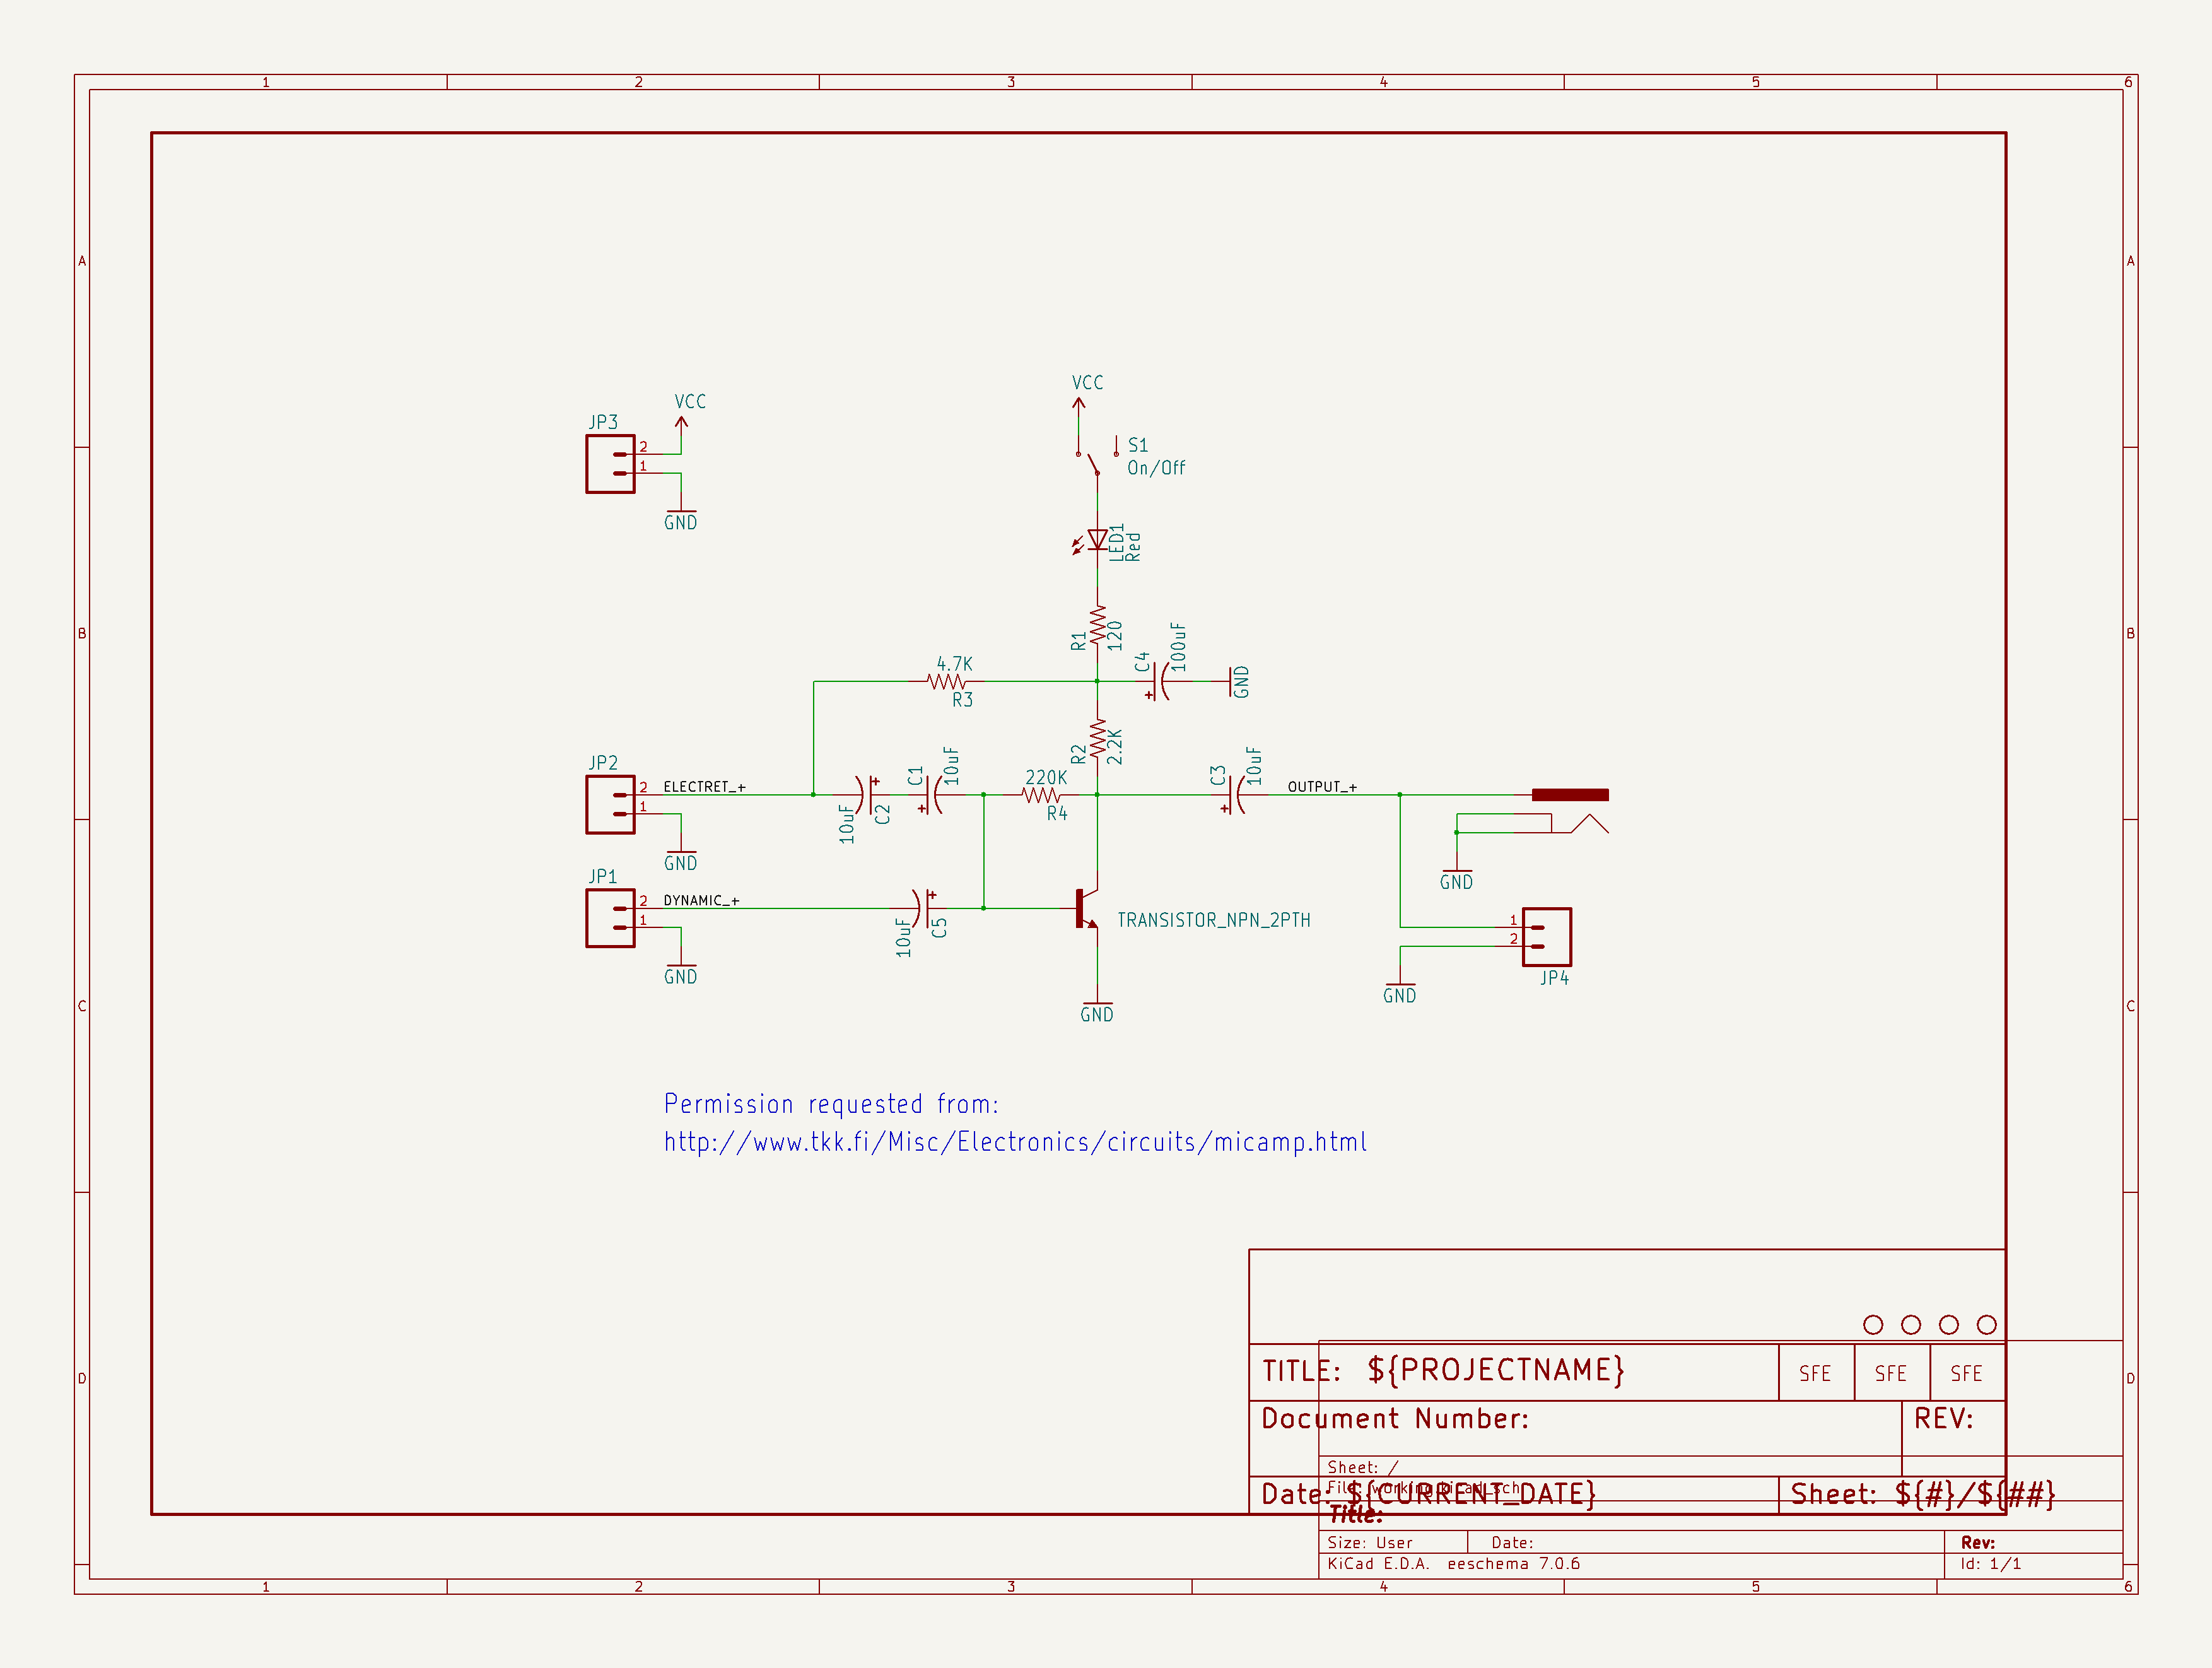 1 2 3 4 5 6
A A
VCC
VCC
JP3
2
1
GND
S1
On/Off
LED1
Red
B B
R1
120
C4
100uF
GND
4.7K
R3
R2
2.2K
JP2
2
1
ELECTRET_+
GND
10uF
C2
C1
10uF
220K
R4
C3
10uF
OUTPUT_+
GND
JP1
2
1
DYNAMIC_+
GND
10uF
C5
TRANSISTOR_NPN_2PTH
GND
1
2
JP4
GND
C C
Permission requested from:
http://www.tkk.fi/Misc/Electronics/circuits/micamp.html
D D
TITLE: ${PROJECTNAME}
SFE SFE SFE
Document Number:
REV:
Sheet: /
File: working.kicad_sch
Date: ${CURRENT_DATE}
Sheet: ${#}/${##}
Title:
Size: User Date: Rev:
KiCad E.D.A. eeschema 7.0.6 Id: 1/1
1 2 3 4 5 6